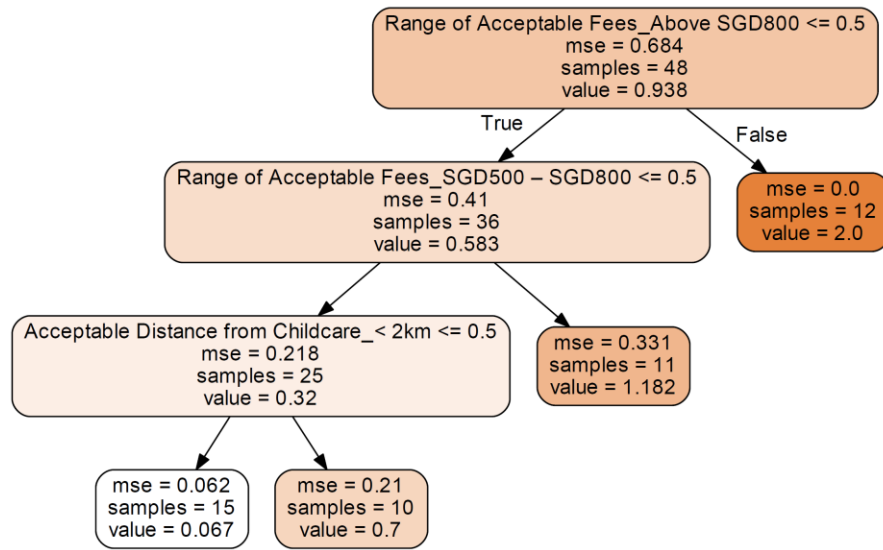 Range of Acceptable Fees_Above SGD800 <= 0.5
mse = 0.684
samples = 48
value = 0.938
True
False
Range of Acceptable Fees_SGD500 – SGD800 <= 0.5
mse = 0.41
samples = 36
value = 0.583
mse = 0.0
samples = 12
value = 2.0
Acceptable Distance from Childcare_< 2km <= 0.5
mse = 0.218
samples = 25
value = 0.32
mse = 0.331
samples = 11
value = 1.182
mse = 0.062
samples = 15
value = 0.067
mse = 0.21
samples = 10
value = 0.7